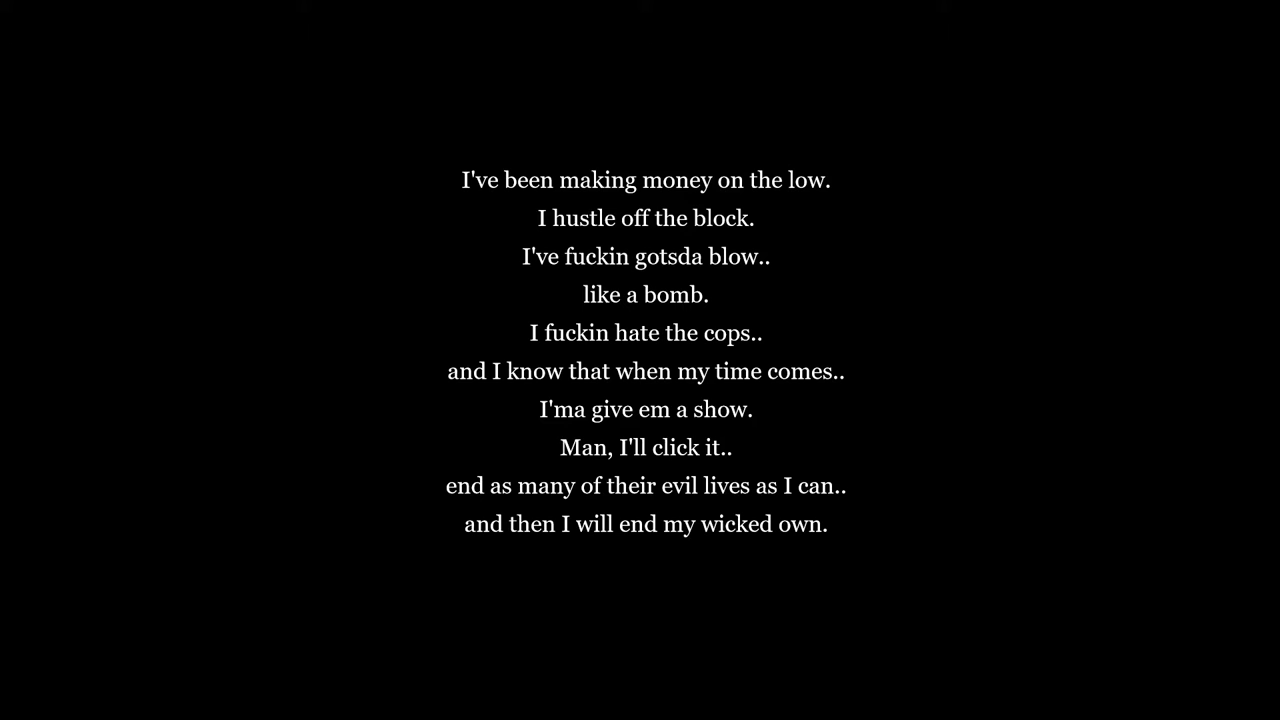 I've been making money on the low.
I hustle off the block.
I've fuckin gotsda blow..
like a bomb.
I fuckin hate the cops..
and I know that when my time comes..
I'ma give em a show.
Man, I'll click it..
end as many of their evil lives as I can..
and then I will end my wicked own.